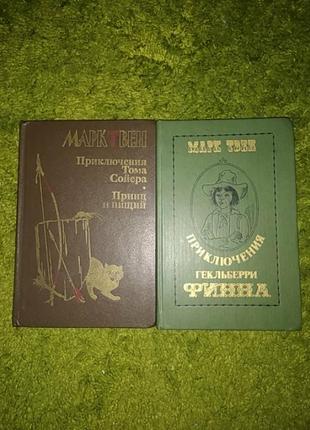 МАРК ТВЕН
Приключения
Тома
Сойера
•
Принц
и нищий
МАРК ТВЕН
ПРИКЛЮЧЕНИЯ
ГЕКЛЬБЕРРИ
ФИННА